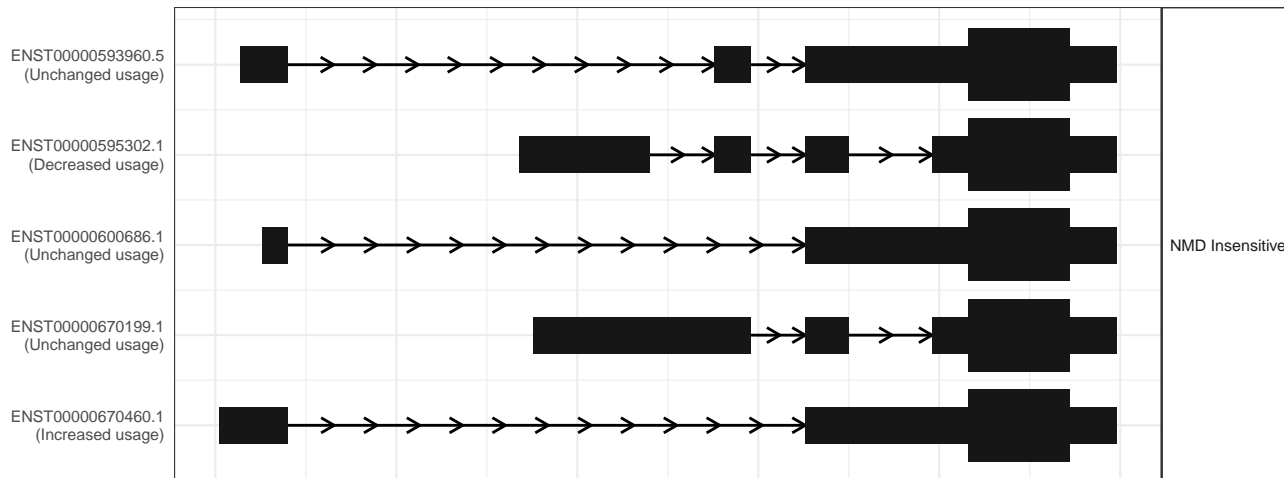 ENST00000593960.5
(Unchanged usage)
ENST00000595302.1
(Decreased usage)
ENST00000600686.1
(Unchanged usage)
NMD Insensitive
ENST00000670199.1
(Unchanged usage)
ENST00000670460.1
(Increased usage)